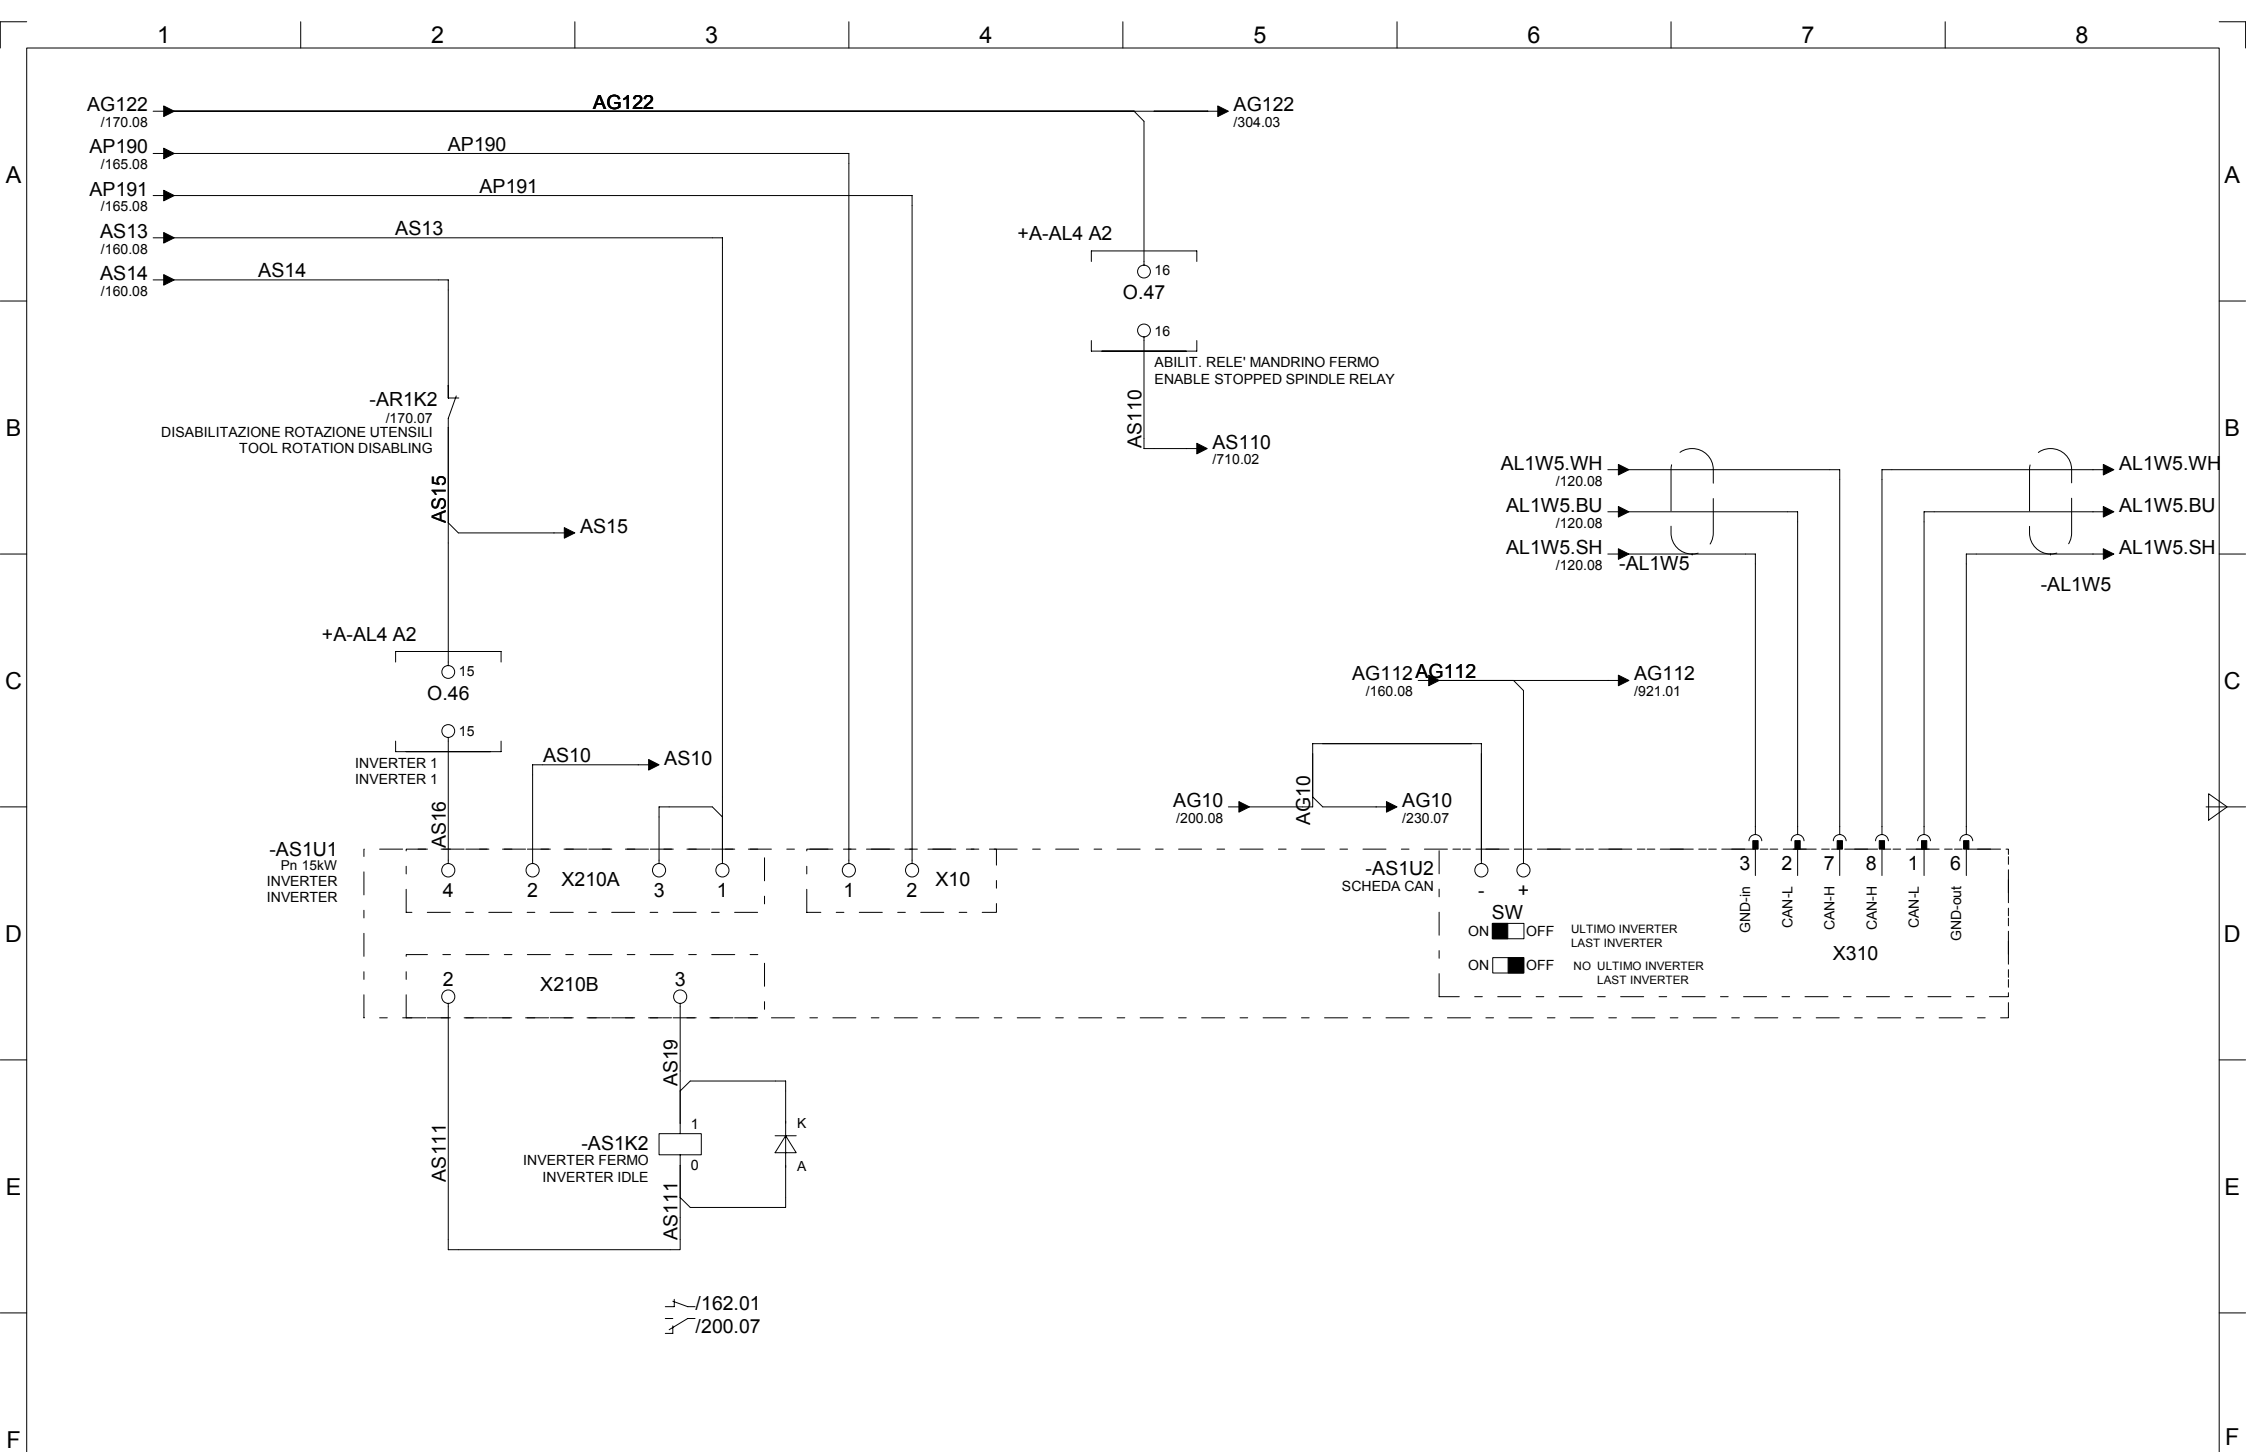 1 2 3 4 5 6 7 8
AG122 AG122 AG122
/170.08 /304.03
AP190 AP190
/165.08
A A
AP191 AP191
/165.08
AS13 AS13
/160.08
+A-AL4 A2
AS14 AS14
/160.08
16
O.47
16
ABILIT. RELE' MANDRINO FERMO
ENABLE STOPPED SPINDLE RELAY
AS110
AS110
/710.02
-AR1K2
/170.07
DISABILITAZIONE ROTAZIONE UTENSILI
TOOL ROTATION DISABLING
B B
AS15
AS15
AL1W5.WH AL1W5.WH
/120.08
AL1W5.BU AL1W5.BU
/120.08
AL1W5.SH AL1W5.SH
/120.08
-AL1W5
-AL1W5
+A-AL4 A2
15
O.46
15
C C
AG112 AG112 AG112
/160.08 /921.01
INVERTER 1
INVERTER 1
AS10 AS10
AS16
AG10 AG10 AG10
/200.08 /230.07
-AS1U1
Pn 15kW
INVERTER
INVERTER
4 2 X210A 3 1
1 2 X10
-AS1U2
SCHEDA CAN
- +
3 2 7 8 1 6
GND-in CAN-L CAN-H CAN-H CAN-L GND-out
X310
SW
ON OFF ULTIMO INVERTER
LAST INVERTER
ON OFF NO ULTIMO INVERTER
LAST INVERTER
D D
2 X210B 3
AS19
AS111
1
-AS1K2
INVERTER FERMO
INVERTER IDLE
0
K
A
AS111
E E
/162.01
/200.07
F F